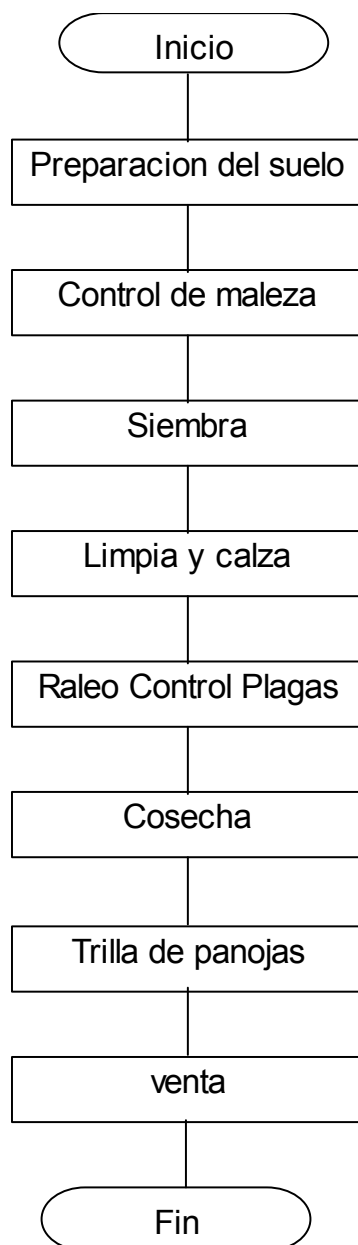 Inicio
Preparacion del suelo
Control de maleza
Siembra
Limpia y calza
Raleo Control Plagas
Cosecha
Trilla de panojas
venta
Fin